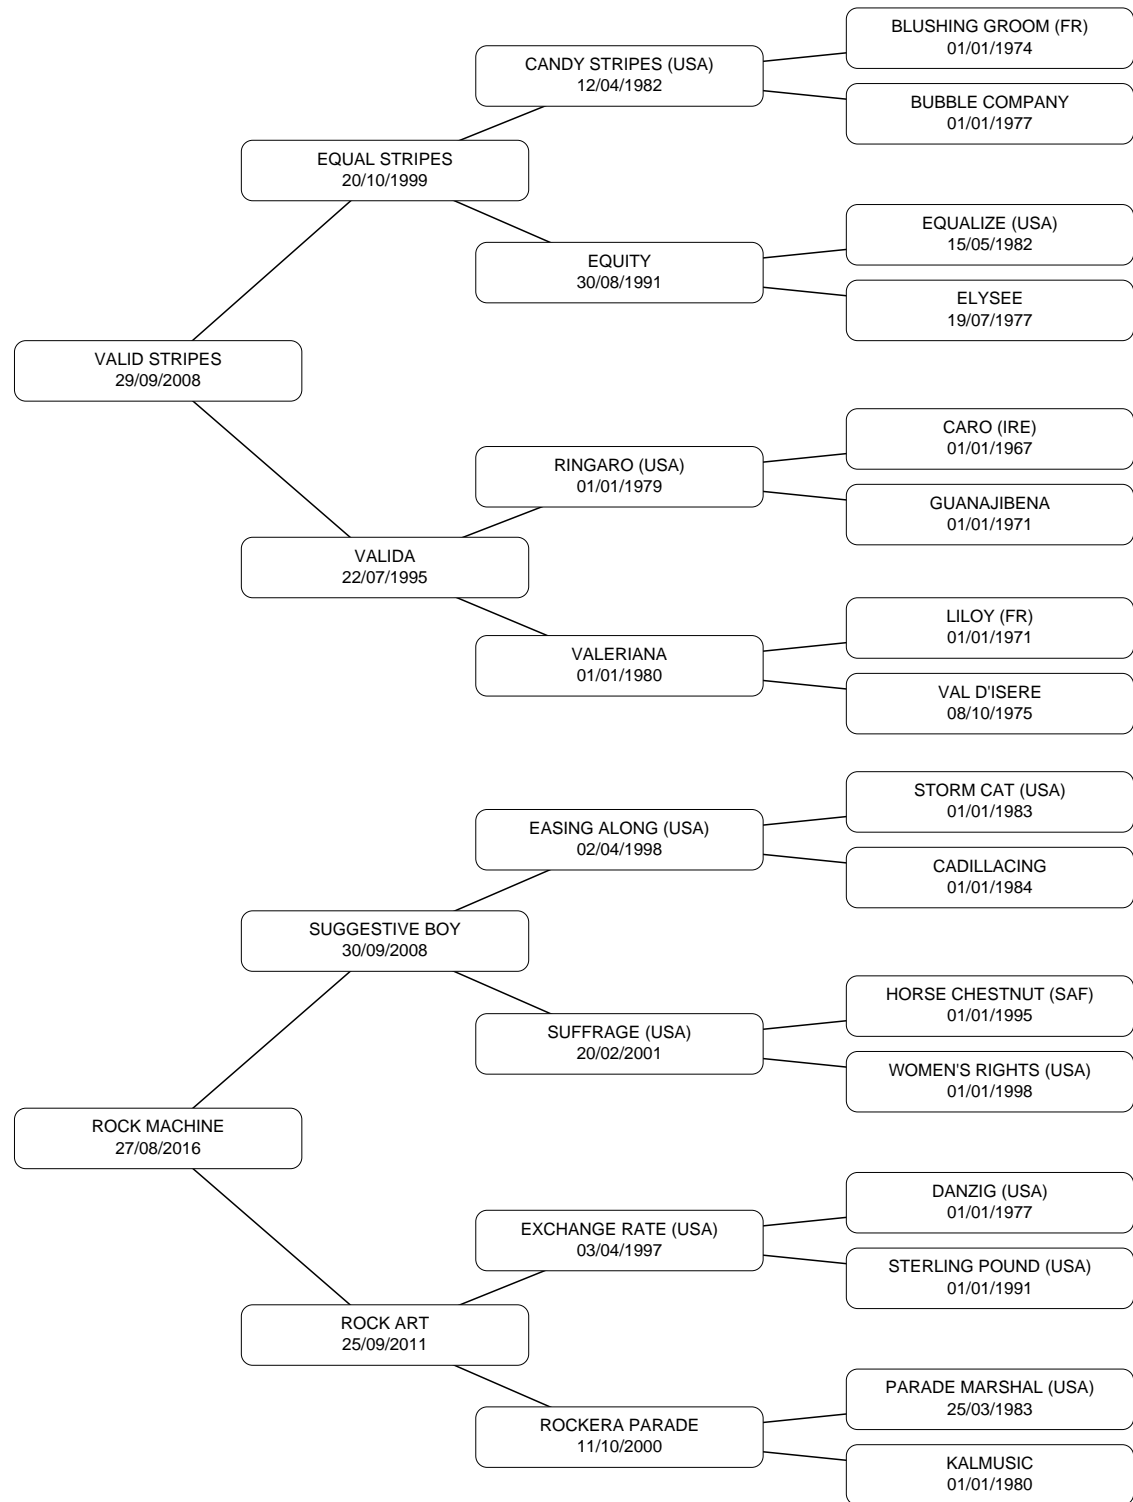 BLUSHING GROOM (FR)
01/01/1974
CANDY STRIPES (USA)
12/04/1982
BUBBLE COMPANY
01/01/1977
EQUAL STRIPES
20/10/1999
EQUALIZE (USA)
15/05/1982
EQUITY
30/08/1991
ELYSEE
19/07/1977
VALID STRIPES
29/09/2008
CARO (IRE)
01/01/1967
RINGARO (USA)
01/01/1979
GUANAJIBENA
01/01/1971
VALIDA
22/07/1995
LILOY (FR)
01/01/1971
VALERIANA
01/01/1980
VAL D'ISERE
08/10/1975
STORM CAT (USA)
01/01/1983
EASING ALONG (USA)
02/04/1998
CADILLACING
01/01/1984
SUGGESTIVE BOY
30/09/2008
HORSE CHESTNUT (SAF)
01/01/1995
SUFFRAGE (USA)
20/02/2001
WOMEN'S RIGHTS (USA)
01/01/1998
ROCK MACHINE
27/08/2016
DANZIG (USA)
01/01/1977
EXCHANGE RATE (USA)
03/04/1997
STERLING POUND (USA)
01/01/1991
ROCK ART
25/09/2011
PARADE MARSHAL (USA)
25/03/1983
ROCKERA PARADE
11/10/2000
KALMUSIC
01/01/1980